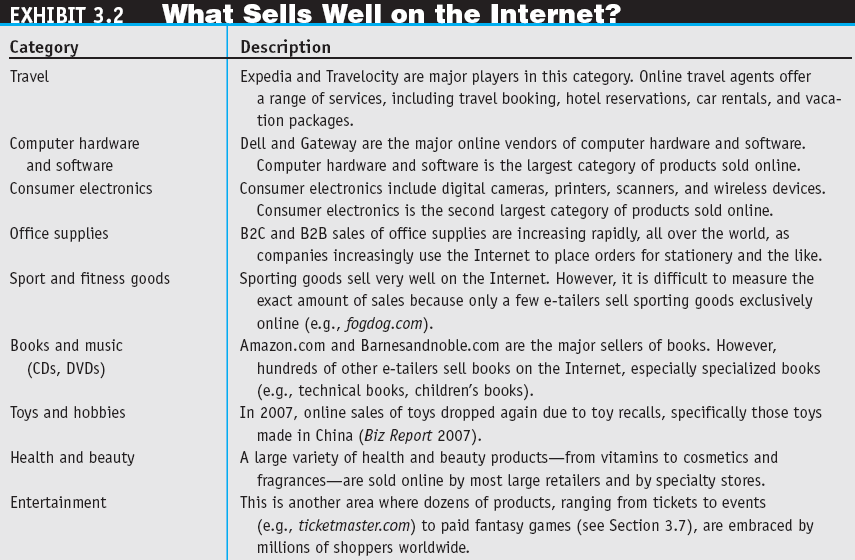 EXHIBIT 3.2 What Sells Well on the Internet?
Category Description
Travel Expedia and Travelocity are major players in this category. Online travel agents offer
a range of services, including travel booking, hotel reservations, car rentals, and vaca-
tion packages.
Computer hardware Dell and Gateway are the major online vendors of computer hardware and software.
and software Computer hardware and software is the largest category of products sold online.
Consumer electronics Consumer electronics include digital cameras, printers, scanners, and wireless devices.
Consumer electronics is the second largest category of products sold online.
Office supplies B2C and B2B sales of office supplies are increasing rapidly, all over the world, as
companies increasingly use the Internet to place orders for stationery and the like.
Sport and fitness goods Sporting goods sell very well on the Internet. However, it is difficult to measure the
exact amount of sales because only a few e-tailers sell sporting goods exclusively
online (e.g., fogdog.com).
Books and music Amazon.com and Barnesandnoble.com are the major sellers of books. However,
(CDs, DVDs) hundreds of other e-tailers sell books on the Internet, especially specialized books
(e.g., technical books, children's books).
Toys and hobbies In 2007, online sales of toys dropped again due to toy recalls, specifically those toys
made in China (Biz Report 2007).
Health and beauty A large variety of health and beauty products—from vitamins to cosmetics and
fragrances—are sold online by most large retailers and by specialty stores.
Entertainment This is another area where dozens of products, ranging from tickets to events
(e.g., ticketmaster.com) to paid fantasy games (see Section 3.7), are embraced by
millions of shoppers worldwide.